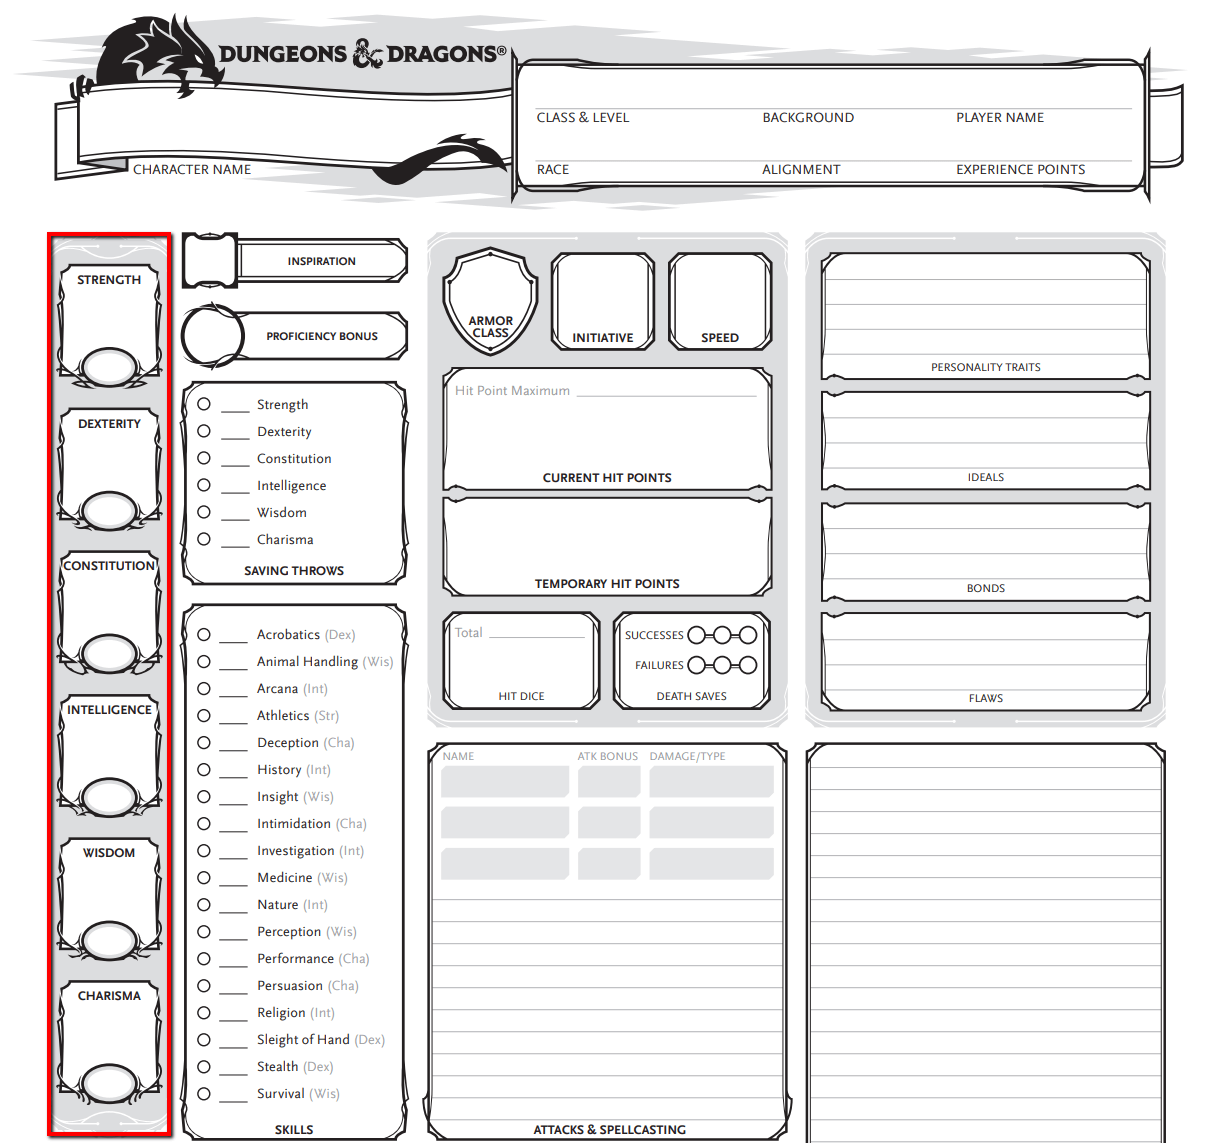 DUNGEONS & DRAGONS®
CHARACTER NAME
CLASS & LEVEL BACKGROUND PLAYER NAME
RACE ALIGNMENT EXPERIENCE POINTS
STRENGTH
DEXTERITY
CONSTITUTION
INTELLIGENCE
WISDOM
CHARISMA
INSPIRATION
PROFICIENCY BONUS
Strength
Dexterity
Constitution
Intelligence
Wisdom
Charisma
SAVING THROWS
Acrobatics (Dex)
Animal Handling (Wis)
Arcana (Int)
Athletics (Str)
Deception (Cha)
History (Int)
Insight (Wis)
Intimidation (Cha)
Investigation (Int)
Medicine (Wis)
Nature (Int)
Perception (Wis)
Performance (Cha)
Persuasion (Cha)
Religion (Int)
Sleight of Hand (Dex)
Stealth (Dex)
Survival (Wis)
SKILLS
ARMOR
CLASS
INITIATIVE
SPEED
Hit Point Maximum
CURRENT HIT POINTS
TEMPORARY HIT POINTS
Total
HIT DICE
SUCCESSES
FAILURES
DEATH SAVES
NAME ATK BONUS DAMAGE/TYPE
ATTACKS & SPELLCASTING
PERSONALITY TRAITS
IDEALS
BONDS
FLAWS